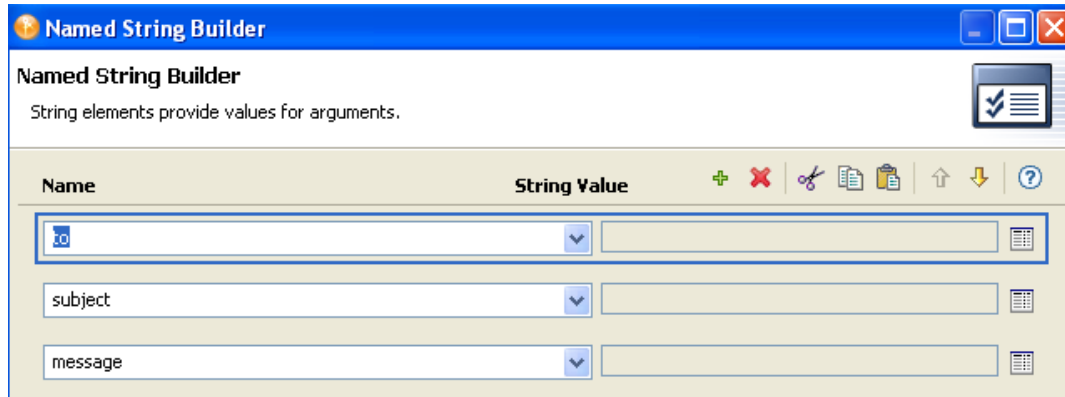 Named String Builder
Named String Builder
String elements provide values for arguments.
Name String Value
to
subject
message